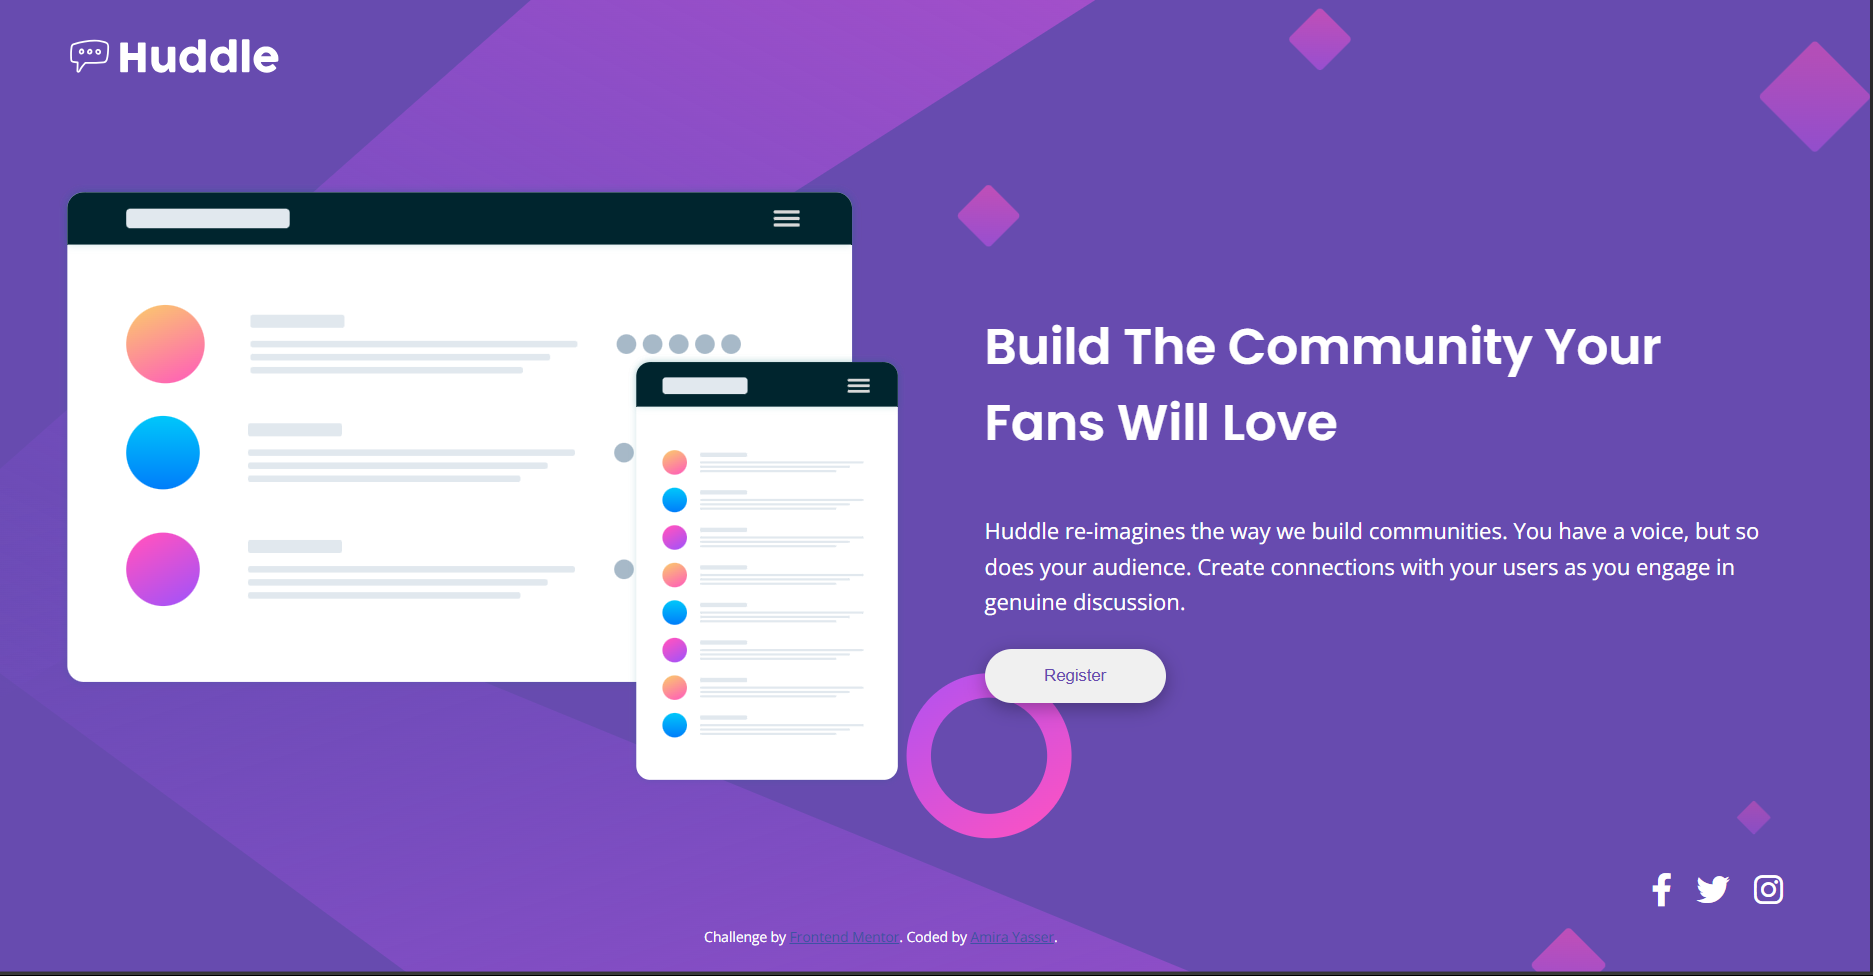 Huddle
Build The Community Your
Fans Will Love
Huddle re-imagines the way we build communities. You have a voice, but so
does your audience. Create connections with your users as you engage in
genuine discussion.
Register
Challenge by Frontend Mentor. Coded by Amira Yasser.